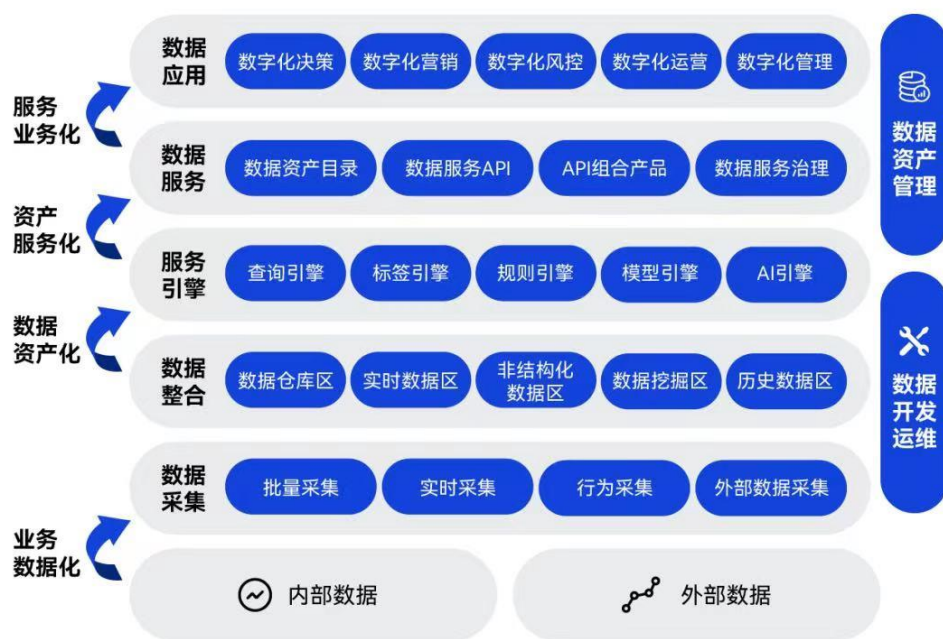 数据
应用
数字化决策
数字化营销
数字化风控
数字化运营
数字化管理
服务
业务化
数据
服务
数据资产目录
数据服务API
API组合产品
数据服务治理
资产
服务化
服务
引擎
查询引擎
标签引擎
规则引擎
模型引擎
AI引擎
数据
资产化
数据
整合
数据仓库区
实时数据区
非结构化
数据区
数据挖掘区
历史数据区
数据
采集
批量采集
实时采集
行为采集
外部数据采集
业务
数据化
内部数据
外部数据
数据
资产
管理
数据
开发
运维